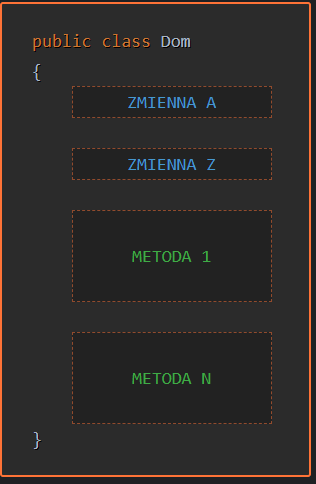 public class Dom
{
ZMIENNA A
ZMIENNA Z
METODA 1
METODA N
}